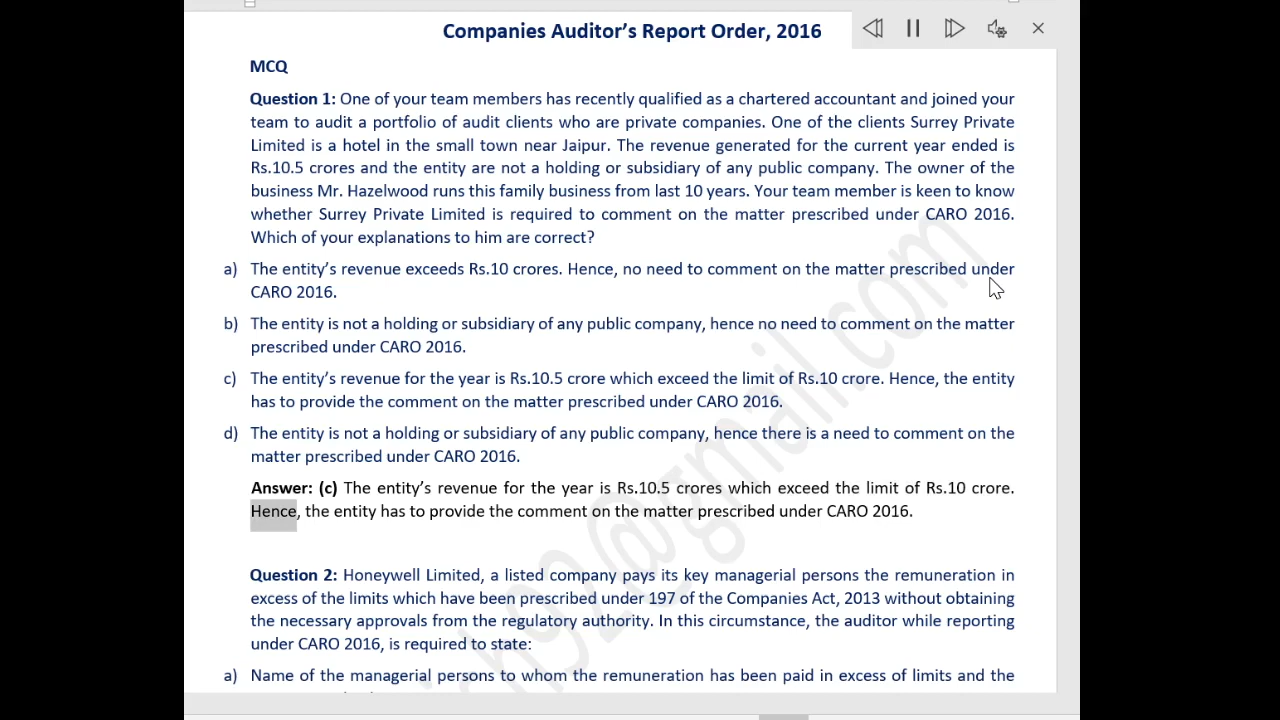 Companies Auditor's Report Order, 2016
MCQ
Question 1: One of your team members has recently qualified as a chartered accountant and joined your
team to audit a portfolio of audit clients who are private companies. One of the clients Surrey Private
Limited is a hotel in the small town near Jaipur. The revenue generated for the current year ended is
Rs.10.5 crores and the entity are not a holding or subsidiary of any public company. The owner of the
business Mr. Hazelwood runs this family business from last 10 years. Your team member is keen to know
whether Surrey Private Limited is required to comment on the matter prescribed under CARO 2016.
Which of your explanations to him are correct?
a) The entity's revenue exceeds Rs.10 crores. Hence, no need to comment on the matter prescribed under
CARO 2016.
b) The entity is not a holding or subsidiary of any public company, hence no need to comment on the matter
prescribed under CARO 2016.
c) The entity's revenue for the year is Rs.10.5 crore which exceed the limit of Rs.10 crore. Hence, the entity
has to provide the comment on the matter prescribed under CARO 2016.
d) The entity is not a holding or subsidiary of any public company, hence there is a need to comment on the
matter prescribed under CARO 2016.
Answer: (c) The entity's revenue for the year is Rs.10.5 crores which exceed the limit of Rs.10 crore.
Hence, the entity has to provide the comment on the matter prescribed under CARO 2016.
Question 2: Honeywell Limited, a listed company pays its key managerial persons the remuneration in
excess of the limits which have been prescribed under 197 of the Companies Act, 2013 without obtaining
the necessary approvals from the regulatory authority. In this circumstance, the auditor while reporting
under CARO 2016, is required to state:
a) Name of the managerial persons to whom the remuneration has been paid in excess of limits and the